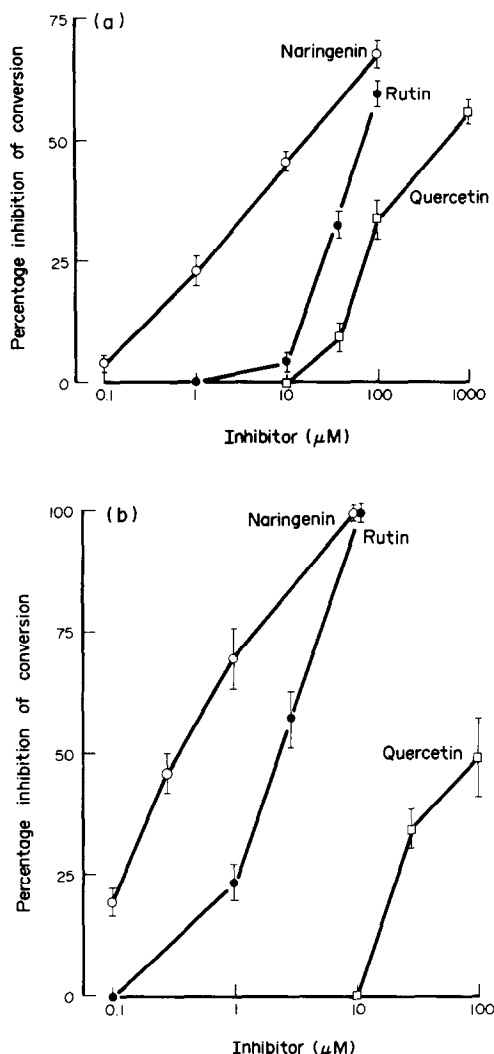 (a)
Percentage inhibition of conversion
75
50
25
0
Naringenin
Rutin
Quercetin
0.1
1
10
100
1000
Inhibitor (μM)
(b)
Percentage inhibition of conversion
100
75
50
25
0
Naringenin
Rutin
Quercetin
0.1
1
10
100
Inhibitor (μM)